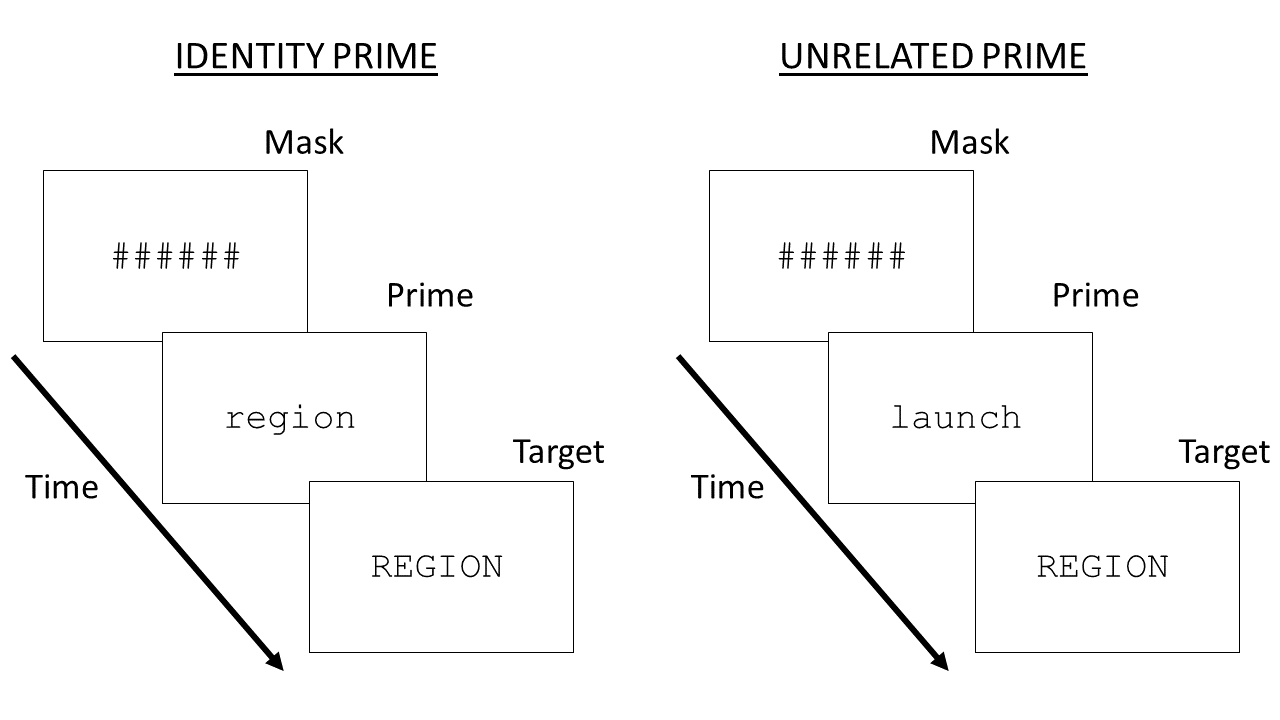 IDENTITY PRIME
Mask
######
Prime
region
Target
Time
REGION
UNRELATED PRIME
Mask
######
Prime
launch
Target
Time
REGION